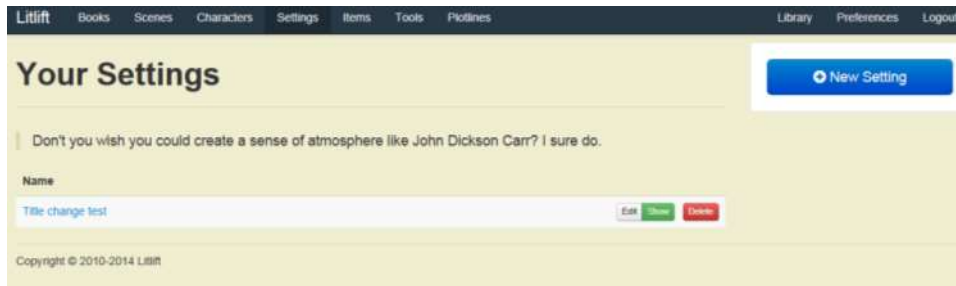 Litlift Books Scenes Characters Settings Items Tools Plotlines Library Preferences Logout
Your Settings
New Setting
Don't you wish you could create a sense of atmosphere like John Dickson Carr? I sure do.
Name
Title change test Edit Show Delete
Copyright © 2010-2014 Litlift